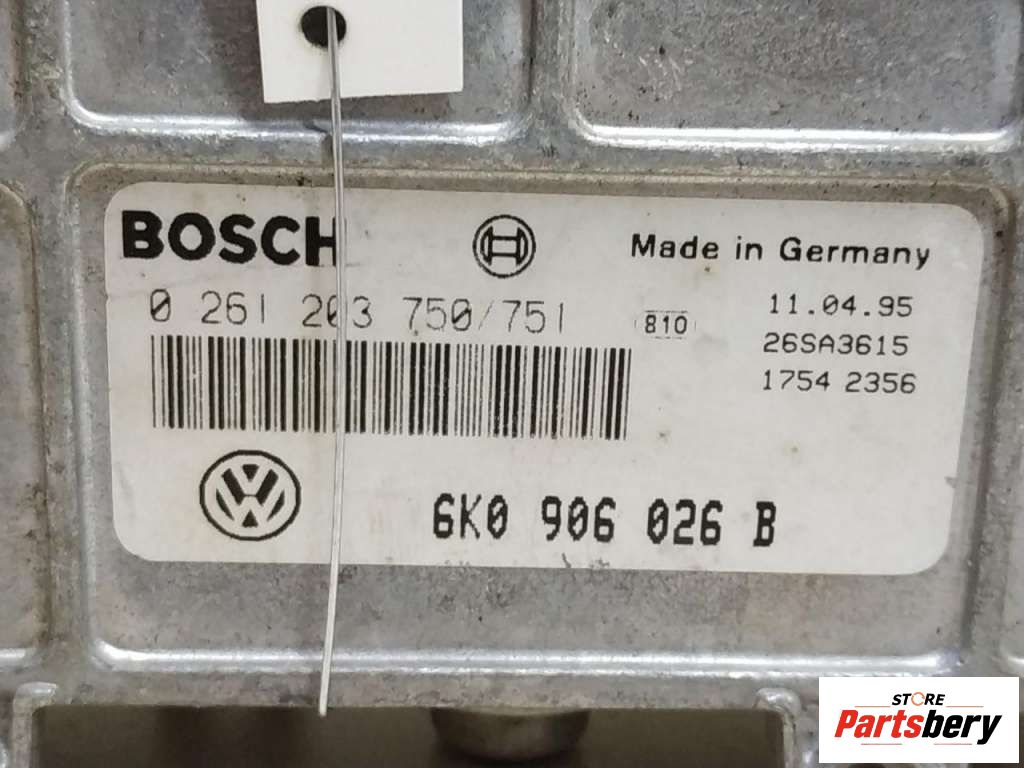 BOSCH
Made in Germany
0 261 203 750/751
810
11.04.95
26SA3615
1754 2356
VW
6K0 906 026 B
STORE
Partsbery